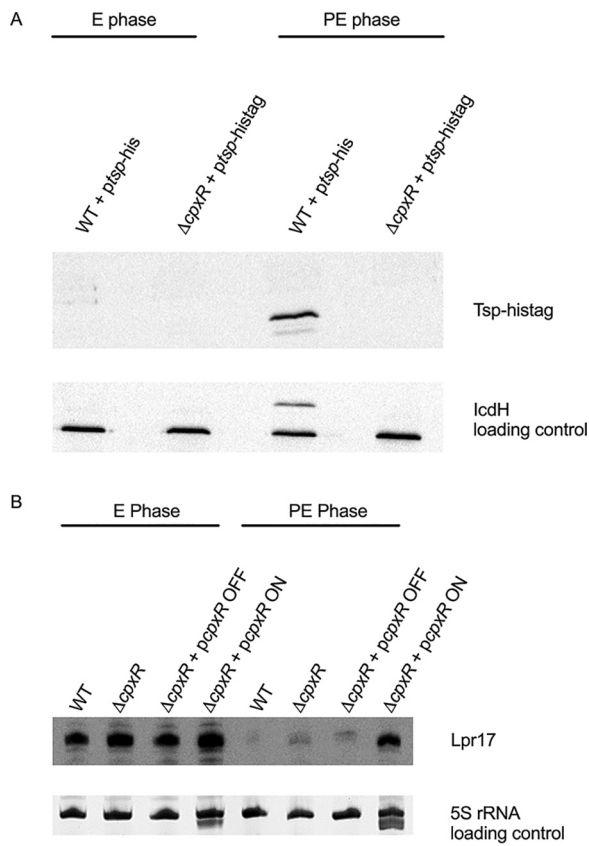 A
E phase
PE phase
WT + ptsp-his
ΔcpxR + ptsp-histag
WT + ptsp-his
ΔcpxR + ptsp-histag
Tsp-histag
IcdH
loading control
B
E Phase
PE Phase
WT
ΔcpxR
ΔcpxR + pcpxR OFF
ΔcpxR + pcpxR ON
WT
ΔcpxR
ΔcpxR + pcpxR OFF
ΔcpxR + pcpxR ON
Lpr17
5S rRNA
loading control